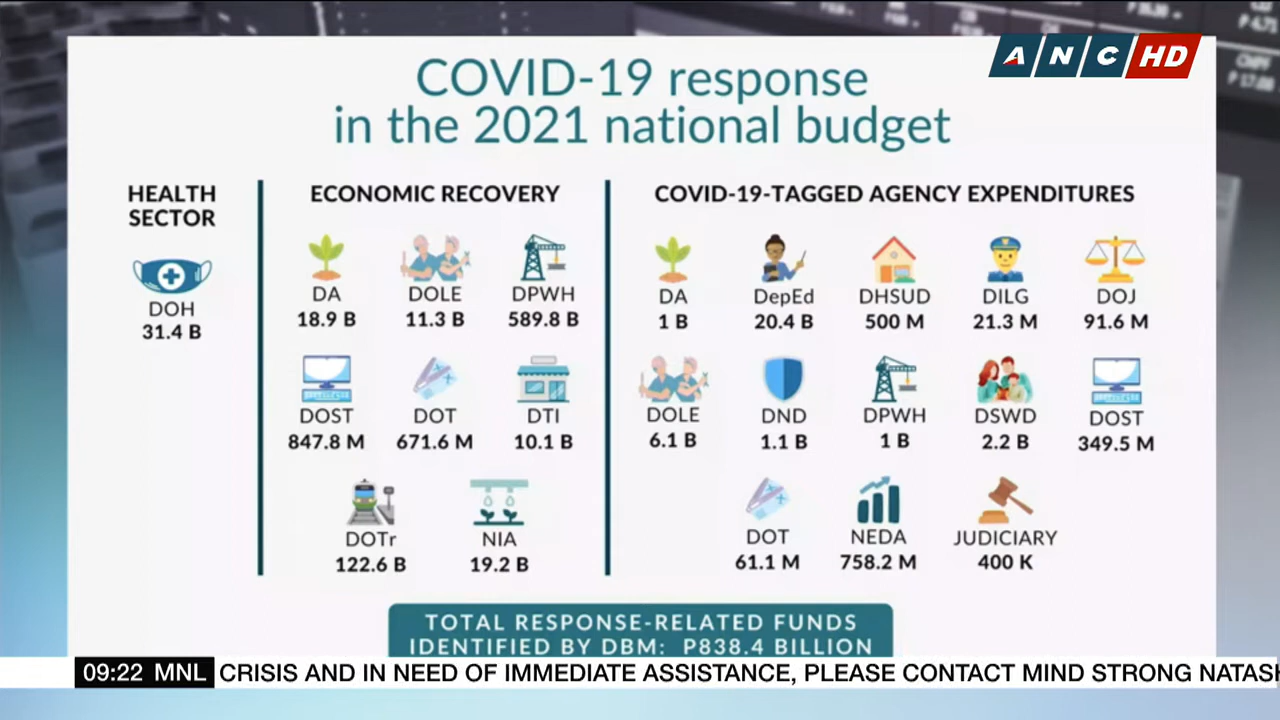 ANC HD
COVID-19 response
in the 2021 national budget
HEALTH
SECTOR
DOH
31.4 B
ECONOMIC RECOVERY
DA
18.9 B
DOLE
11.3 B
DPWH
589.8 B
DOST
847.8 M
DOT
671.6 M
DTI
10.1 B
DOTr
122.6 B
NIA
19.2 B
COVID-19-TAGGED AGENCY EXPENDITURES
DA
1 B
DepEd
20.4 B
DHSUD
500 M
DILG
21.3 M
DOJ
91.6 M
DOLE
6.1 B
DND
1.1 B
DPWH
1 B
DSWD
2.2 B
DOST
349.5 M
DOT
61.1 M
NEDA
758.2 M
JUDICIARY
400 K
TOTAL RESPONSE-RELATED FUNDS
IDENTIFIED BY DBM: P838.4 BILLION
09:22 MNL CRISIS AND IN NEED OF IMMEDIATE ASSISTANCE, PLEASE CONTACT MIND STRONG